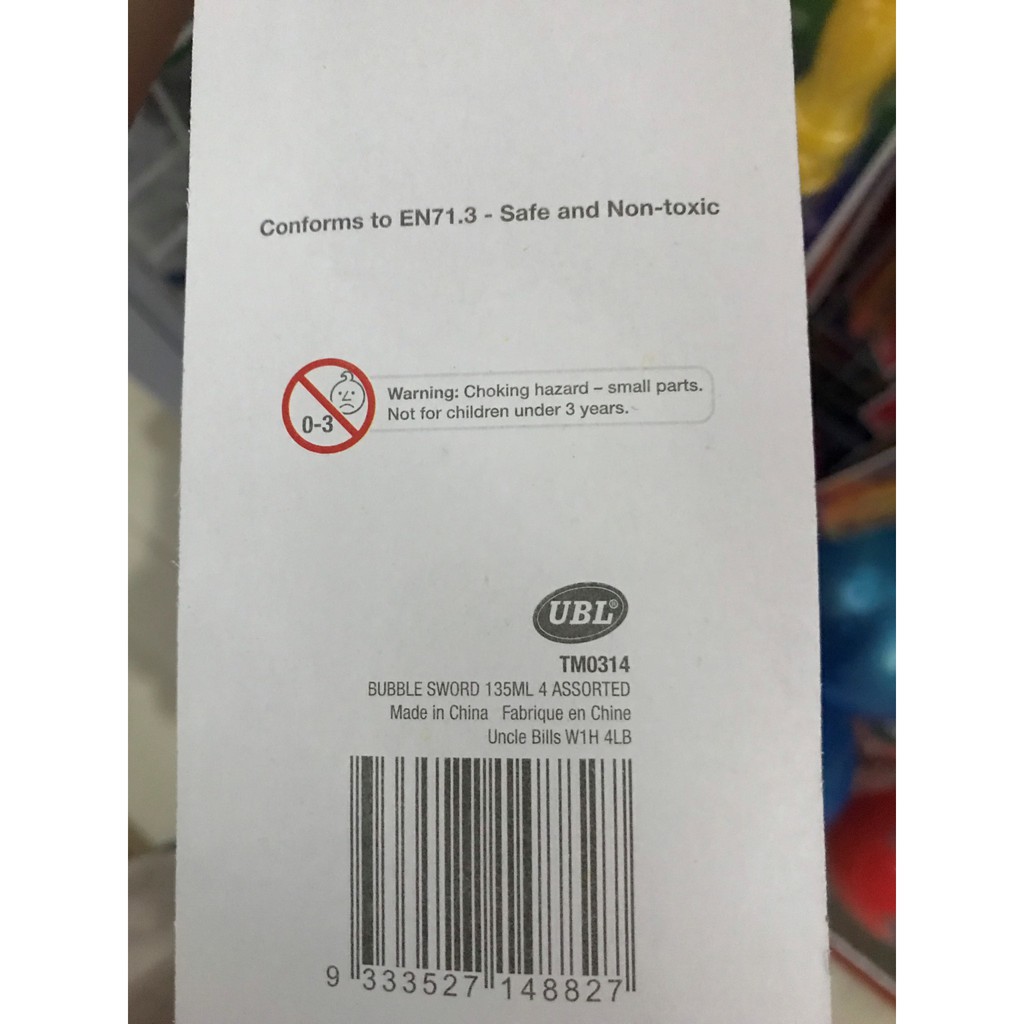 Conforms to EN71.3 - Safe and Non-toxic
0-3
Warning: Choking hazard – small parts.
Not for children under 3 years.
UBL®
TM0314
BUBBLE SWORD 135ML 4 ASSORTED
Made in China Fabrique en Chine
Uncle Bills W1H 4LB
9 333527 148827